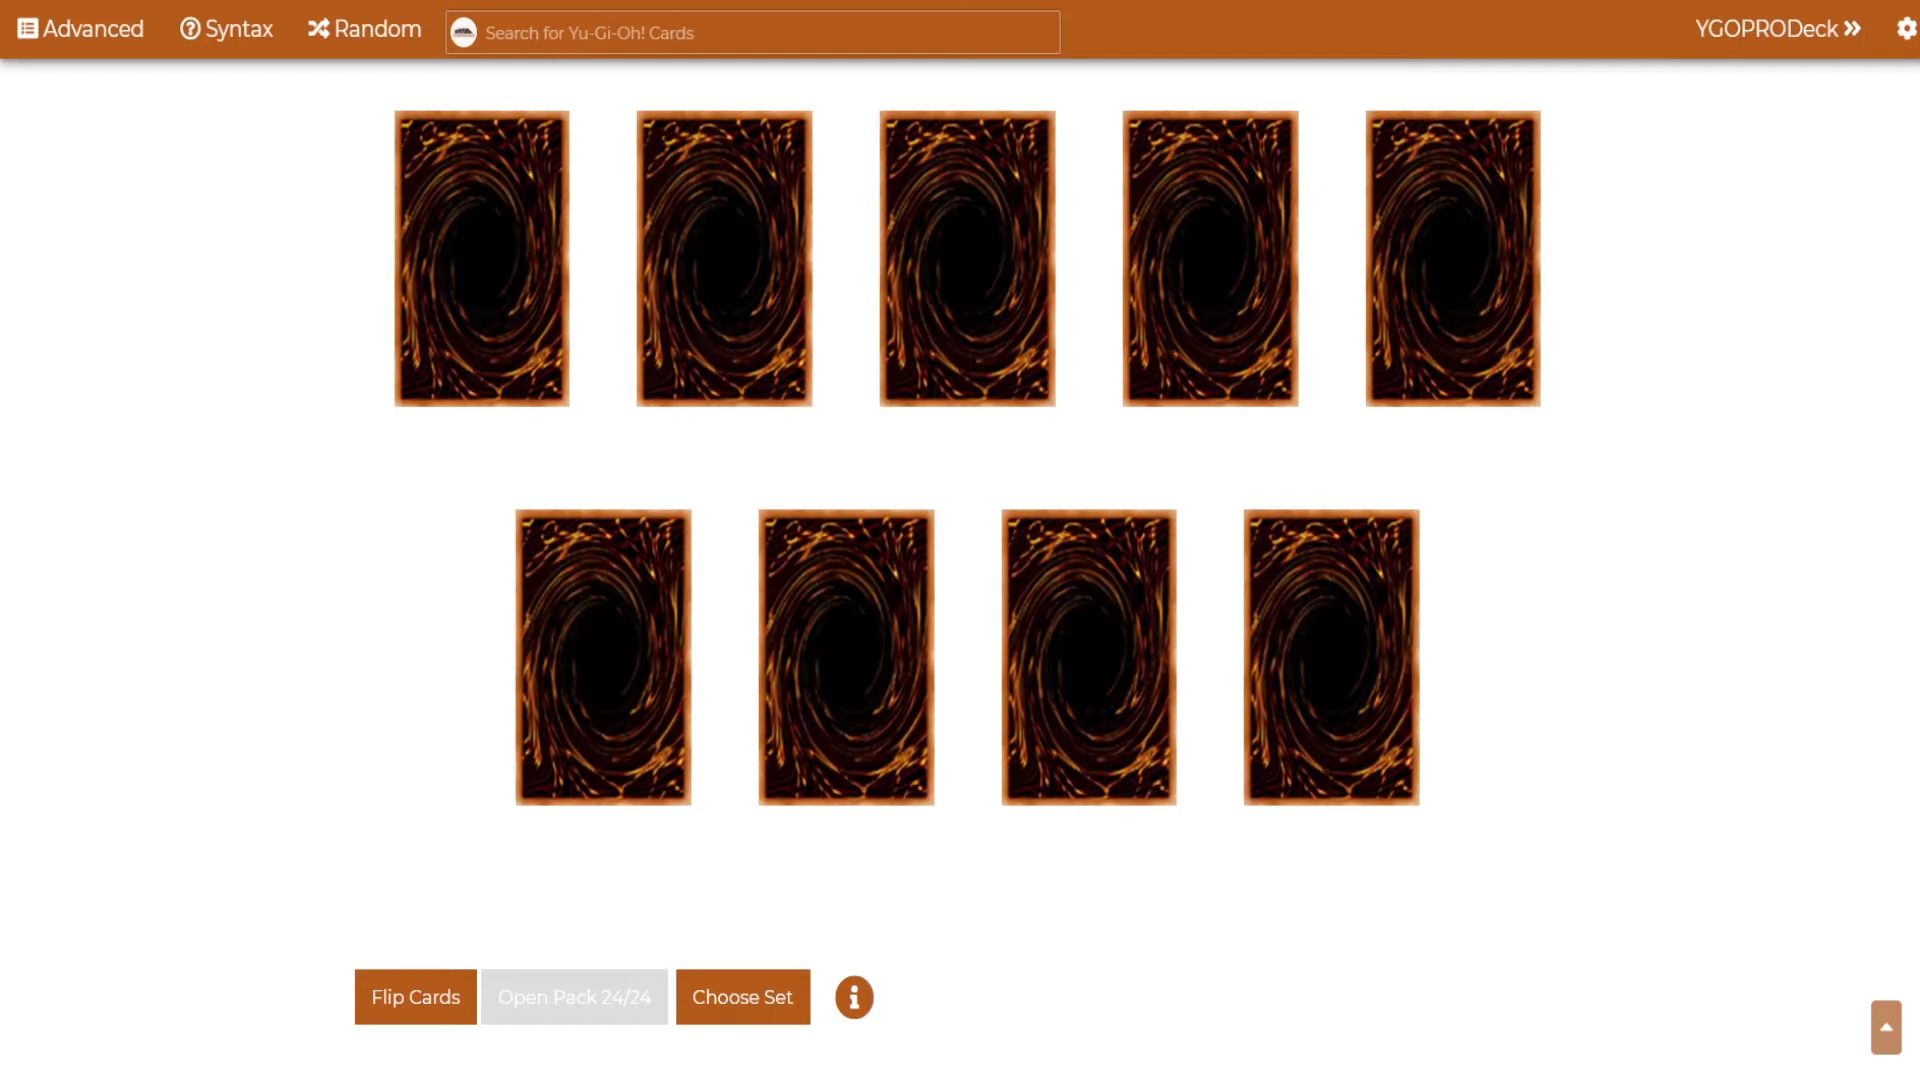 Advanced
Syntax
Random
Search for Yu-Gi-Oh! Cards
YGOPRODeck
Flip Cards
Open Pack 24/24
Choose Set